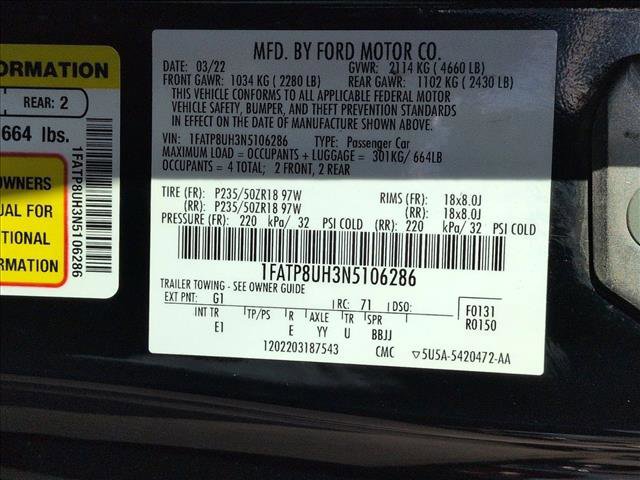 ORMATION
REAR: 2
664 lbs.
OWNERS
UAL FOR
TIONAL
FORMATION
1FATP8UH3N5106286
MFD. BY FORD MOTOR CO.
DATE: 03/22 GVWR: 2114 KG ( 4660 LB)
FRONT GAWR: 1034 KG ( 2280 LB) REAR GAWR: 1102 KG ( 2430 LB)
THIS VEHICLE CONFORMS TO ALL APPLICABLE FEDERAL MOTOR
VEHICLE SAFETY, BUMPER, AND THEFT PREVENTION STANDARDS
IN EFFECT ON THE DATE OF MANUFACTURE SHOWN ABOVE.
VIN: 1FATP8UH3N5106286 TYPE: Passenger Car
MAXIMUM LOAD = OCCUPANTS + LUGGAGE = 301KG/ 664LB
OCCUPANTS = 4 TOTAL; 2 FRONT, 2 REAR
TIRE (FR): P235/50ZR18 97W RIMS (FR): 18x8.0J
(RR): P235/50ZR18 97W (RR): 18x8.0J
PRESSURE (FR): 220 kPa/ 32 PSI COLD (RR): 220 kPa/ 32 PSI COLD
1FATP8UH3N5106286
TRAILER TOWING - SEE OWNER GUIDE
EXT PNT: G1 RC: 71 DSO: F0131
INT TR TP/PS R AXLE TR SPR R0150
E1 E YY U BBJJ
1202203187543 CMC ▽5U5A-5420472-AA